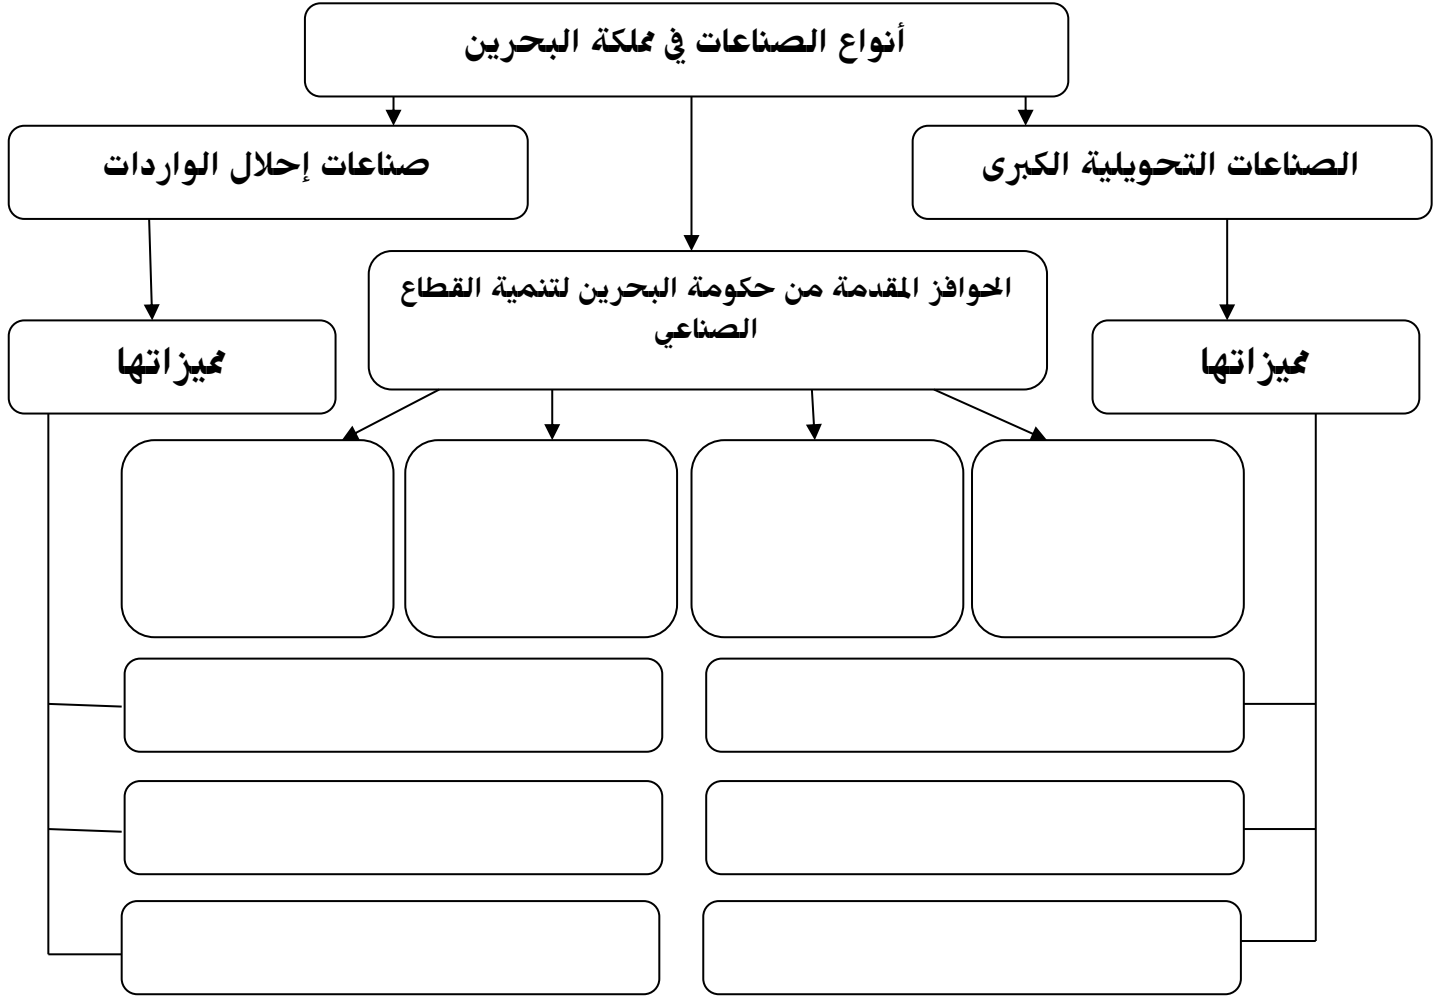 أنواع الصناعات في مملكة البحرين
الصناعات التحويلية الكبرى
صناعات إحلال الواردات
الحوافز المقدمة من حكومة البحرين لتنمية القطاع
الصناعي
مميزاتها
مميزاتها